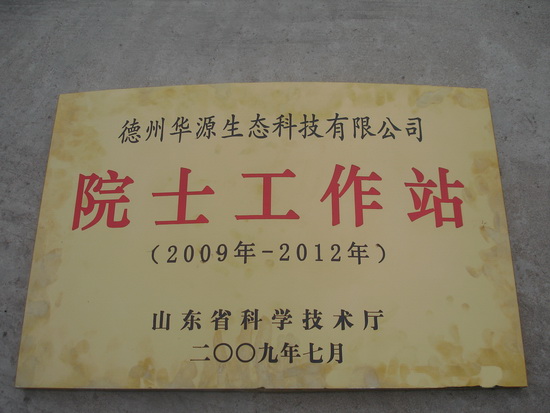 德州华源生态科技有限公司
院士工作站
（2009年-2012年）
山东省科学技术厅
二〇〇九年七月